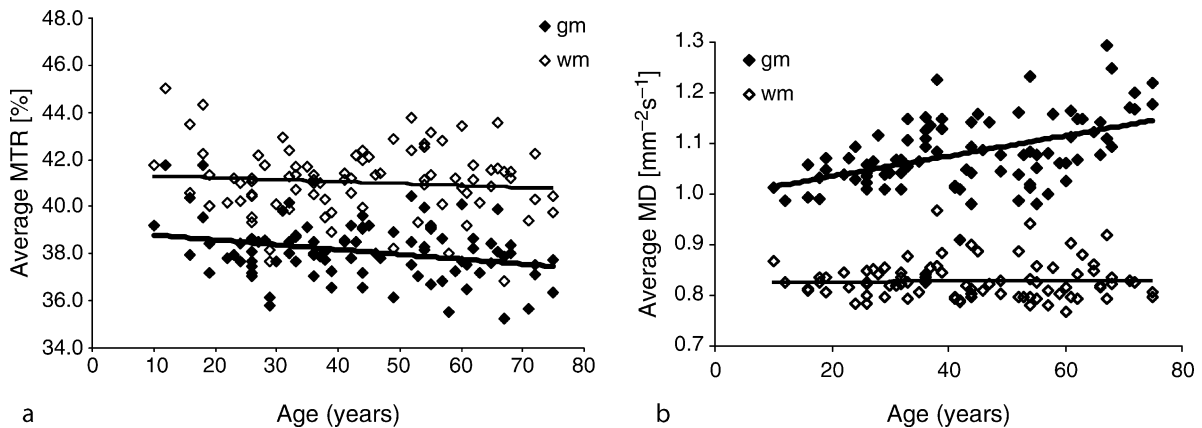 48.0
46.0
44.0
42.0
40.0
38.0
36.0
34.0
Average MTR [%]
0 10 20 30 40 50 60 70 80
Age (years)
gm
wm
a
1.3
1.2
1.1
1.0
0.9
0.8
0.7
Average MD [mm⁻²s⁻¹]
gm
wm
0 20 40 60 80
Age (years)
b